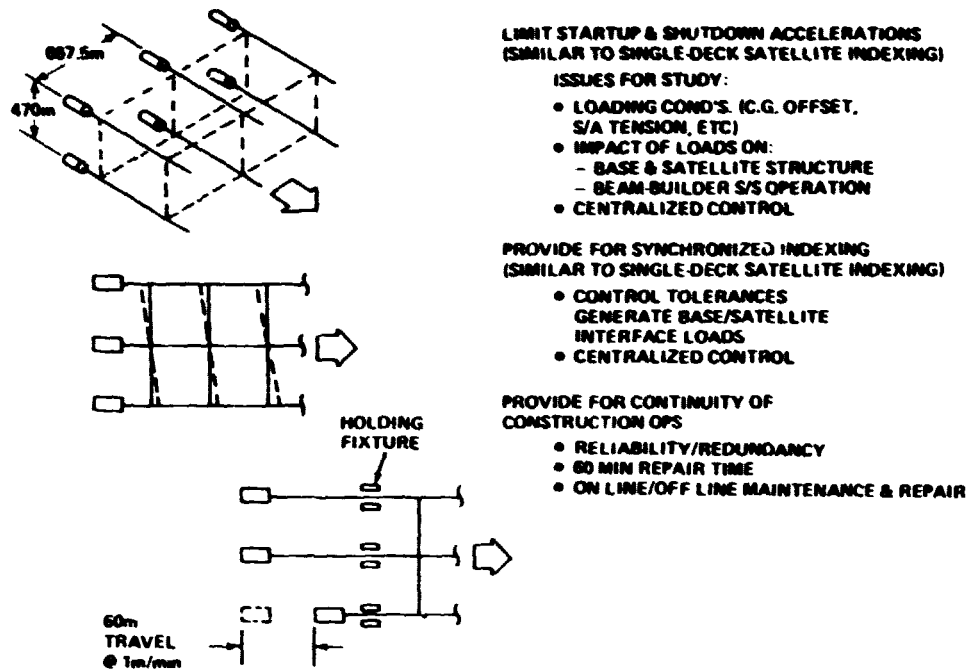 667.5m
470m
LIMIT STARTUP & SHUTDOWN ACCELERATIONS
(SIMILAR TO SINGLE-DECK SATELLITE INDEXING)
ISSUES FOR STUDY:
• LOADING COND'S. (C.G. OFFSET,
S/A TENSION, ETC)
• IMPACT OF LOADS ON:
– BASE & SATELLITE STRUCTURE
– BEAM-BUILDER S/S OPERATION
• CENTRALIZED CONTROL
PROVIDE FOR SYNCHRONIZED INDEXING
(SIMILAR TO SINGLE-DECK SATELLITE INDEXING)
• CONTROL TOLERANCES
GENERATE BASE/SATELLITE
INTERFACE LOADS
• CENTRALIZED CONTROL
PROVIDE FOR CONTINUITY OF
CONSTRUCTION OPS
• RELIABILITY/REDUNDANCY
• 60 MIN REPAIR TIME
• ON LINE/OFF LINE MAINTENANCE & REPAIR
HOLDING
FIXTURE
60m
TRAVEL
@ 1m/min